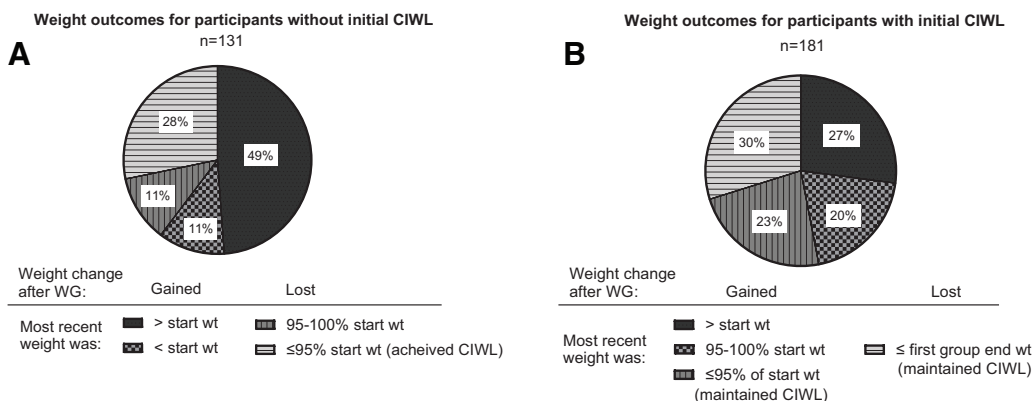 Weight outcomes for participants without initial CIWL
n=131
A
28%
49%
11%
11%
Weight change
after WG:
Gained
Lost
Most recent
weight was:
> start wt
< start wt
95-100% start wt
≤95% start wt (acheived CIWL)
Weight outcomes for participants with initial CIWL
n=181
B
30%
27%
23%
20%
Weight change
after WG:
Gained
Lost
Most recent
weight was:
> start wt
95-100% start wt
≤95% of start wt
(maintained CIWL)
≤ first group end wt
(maintained CIWL)